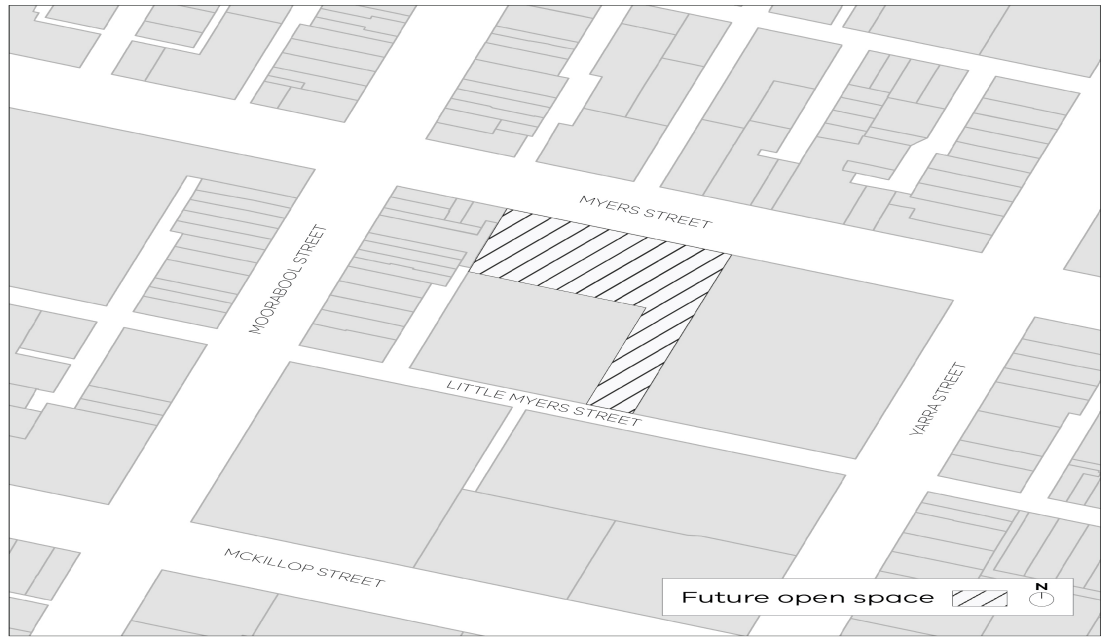 MYERS STREET
MOORABOOL STREET
LITTLE MYERS STREET
YARRA STREET
MCKILLOP STREET
Future open space
N